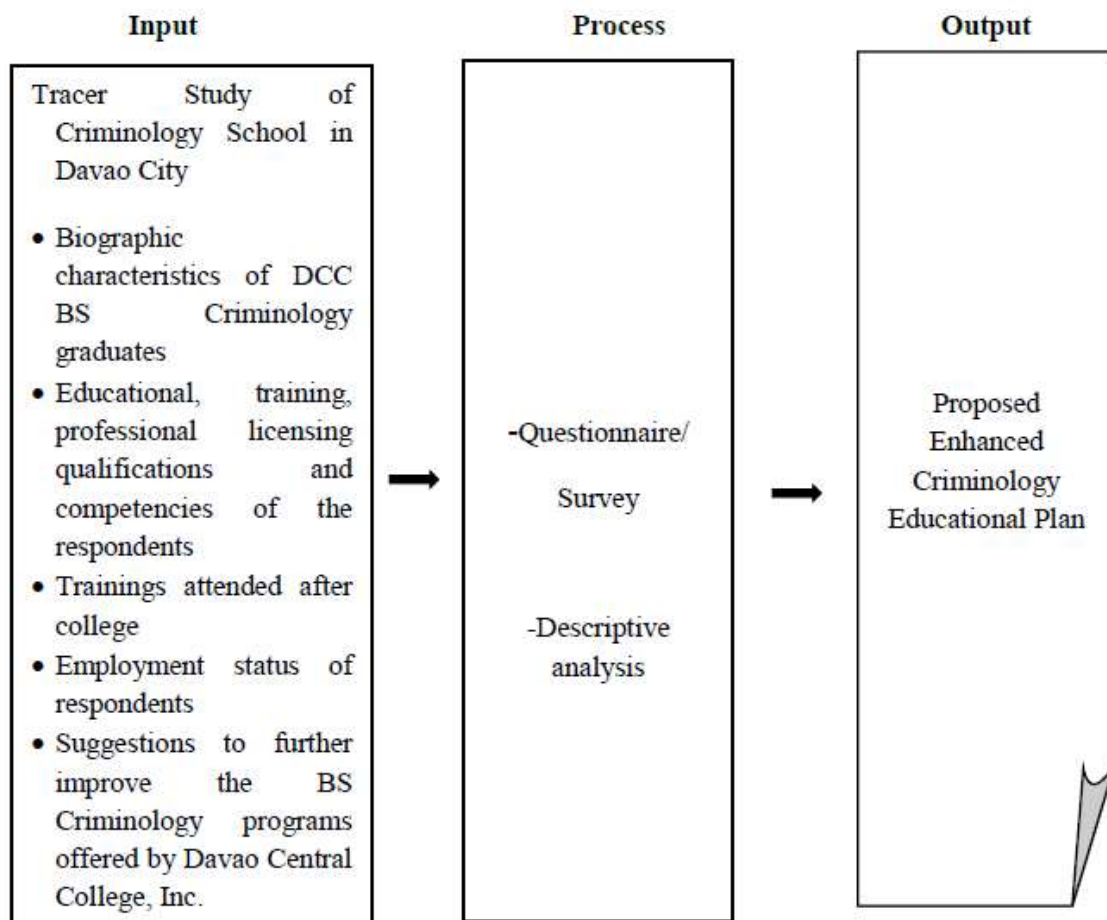 Input
Tracer Study of
Criminology School in
Davao City
• Biographic
characteristics of DCC
BS Criminology
graduates
• Educational, training,
professional licensing
qualifications and
competencies of the
respondents
• Trainings attended after
college
• Employment status of
respondents
• Suggestions to further
improve the BS
Criminology programs
offered by Davao Central
College, Inc.
Process
-Questionnaire/
Survey
-Descriptive
analysis
Output
Proposed
Enhanced
Criminology
Educational Plan